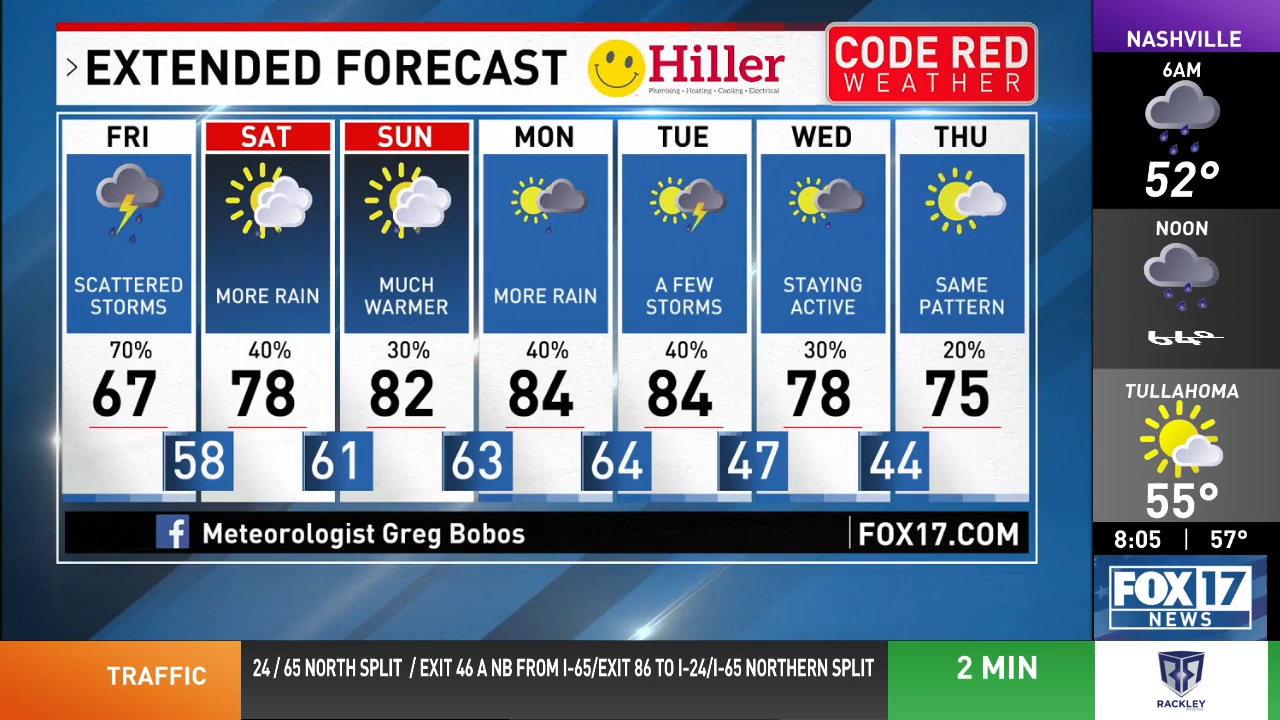 > EXTENDED FORECAST
Hiller
Plumbing • Heating • Cooling • Electrical
CODE RED
WEATHER
FRI SAT SUN MON TUE WED THU
SCATTERED STORMS
MORE RAIN
MUCH WARMER
MORE RAIN
A FEW STORMS
STAYING ACTIVE
SAME PATTERN
70% 40% 30% 40% 40% 30% 20%
67 78 82 84 84 78 75
58 61 63 64 47 44
Meteorologist Greg Bobos
FOX17.COM
NASHVILLE
6AM
52°
NOON
TULLAHOMA
55°
8:05 | 57°
FOX 17
NEWS
TRAFFIC
24 / 65 NORTH SPLIT / EXIT 46 A NB FROM I-65/EXIT 86 TO I-24/I-65 NORTHERN SPLIT
2 MIN
RACKLEY